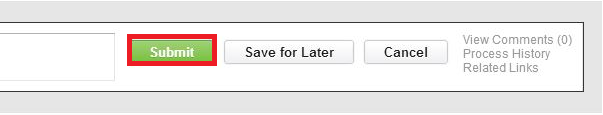 Submit Save for Later Cancel
View Comments (0)
Process History
Related Links